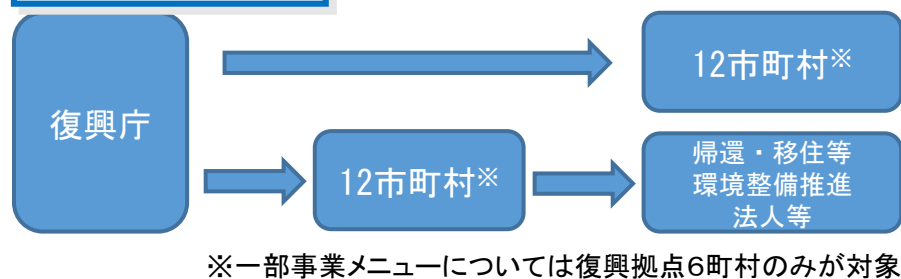 12市町村※
復興庁
12市町村※
帰還・移住等
環境整備推進
法人等
※一部事業メニューについては復興拠点6町村のみが対象